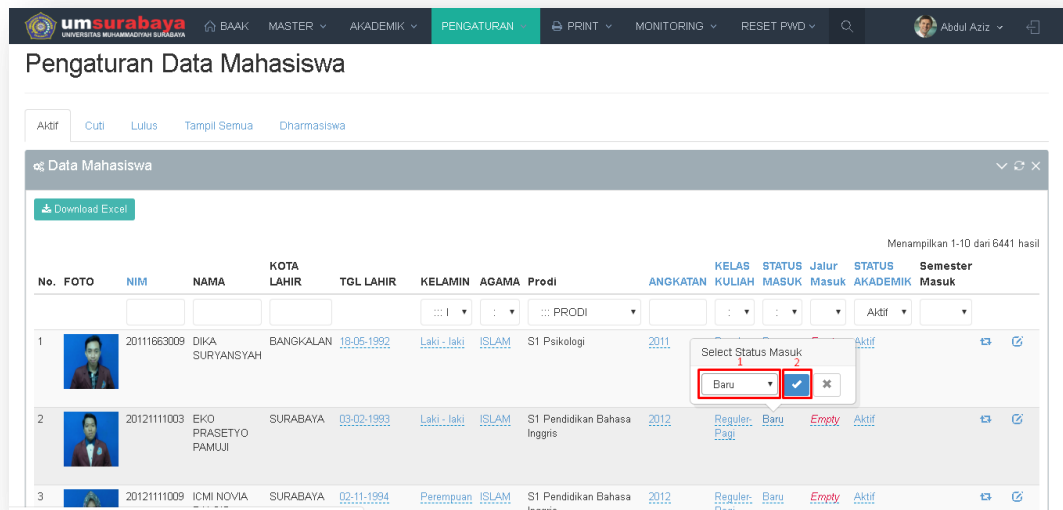 umsurabaya
UNIVERSITAS MUHAMMADIYAH SURABAYA
BAAK MASTER AKADEMIK PENGATURAN PRINT MONITORING RESET PWD Abdul Aziz
Pengaturan Data Mahasiswa
Aktif Cuti Lulus Tampil Semua Dharmasiswa
Data Mahasiswa
Download Excel
Menampilkan 1-10 dari 6441 hasil
No. FOTO NIM NAMA KOTA LAHIR TGL LAHIR KELAMIN AGAMA Prodi ANGKATAN KELAS KULIAH STATUS MASUK Jalur Masuk STATUS AKADEMIK Semester Masuk
::: l : ::: PRODI : : Aktif
1 20111663009 DIKA SURYANSYAH BANGKALAN 18-05-1992 Laki - laki ISLAM S1 Psikologi 2011 Aktif
Select Status Masuk
1 2
Baru
2 20121111003 EKO PRASETYO PAMUJI SURABAYA 03-02-1993 Laki - laki ISLAM S1 Pendidikan Bahasa Inggris 2012 Reguler-Pagi Baru Empty Aktif
3 20121111009 ICMI NOVIA SURABAYA 02-11-1994 Perempuan ISLAM S1 Pendidikan Bahasa 2012 Reguler- Baru Empty Aktif